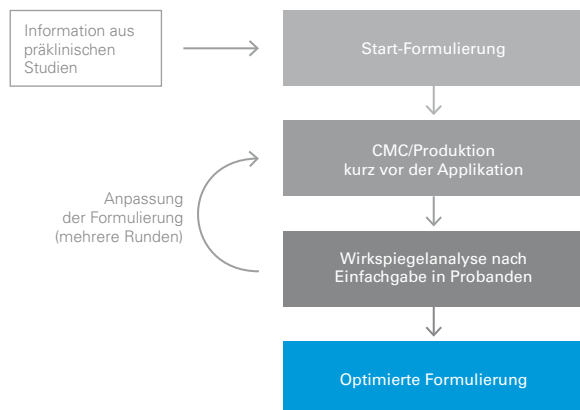 Information aus
präklinischen
Studien
Start-Formulierung
CMC/Produktion
kurz vor der Applikation
Anpassung
der Formulierung
(mehrere Runden)
Wirkspiegelanalyse nach
Einfachgabe in Probanden
Optimierte Formulierung